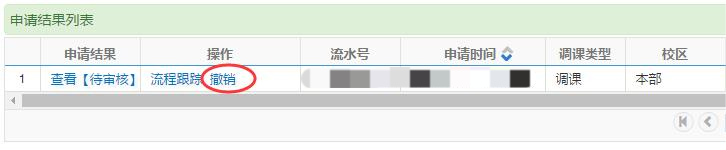 申请结果列表
申请结果 操作 流水号 申请时间 调课类型 校区
1 查看【待审核】 流程跟踪 撤销 调课 本部